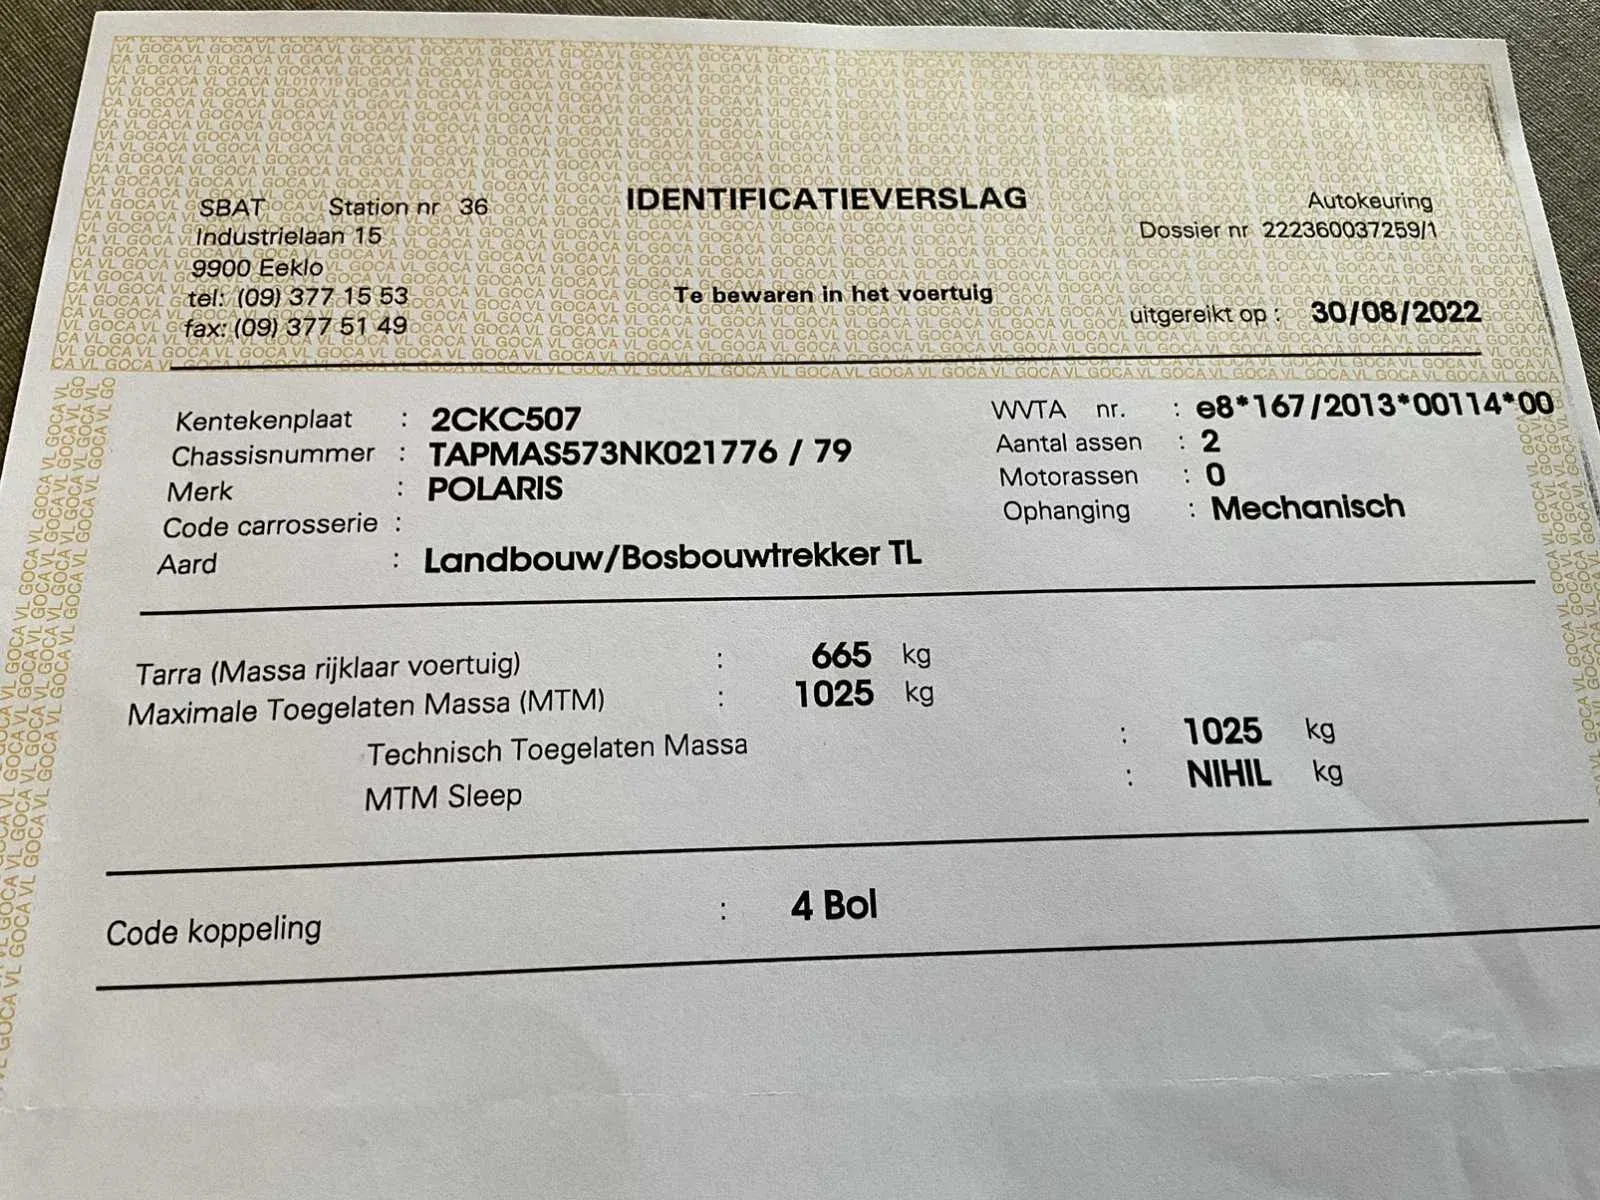 SBAT Station nr 36
Industrielaan 15
9900 Eeklo
tel: (09) 377 15 53
fax: (09) 377 51 49
IDENTIFICATIEVERSLAG
Te bewaren in het voertuig
Autokeuring
Dossier nr 222360037259/1
uitgereikt op : 30/08/2022
Kentekenplaat : 2CKC507
Chassisnummer : TAPMAS573NK021776 / 79
Merk : POLARIS
Code carrosserie :
Aard : Landbouw/Bosbouwtrekker TL
WVTA nr. : e8*167/2013*00114*00
Aantal assen : 2
Motorassen : 0
Ophanging : Mechanisch
Tarra (Massa rijklaar voertuig) : 665 kg
Maximale Toegelaten Massa (MTM) : 1025 kg
Technisch Toegelaten Massa : 1025 kg
MTM Sleep : NIHIL kg
Code koppeling : 4 Bol